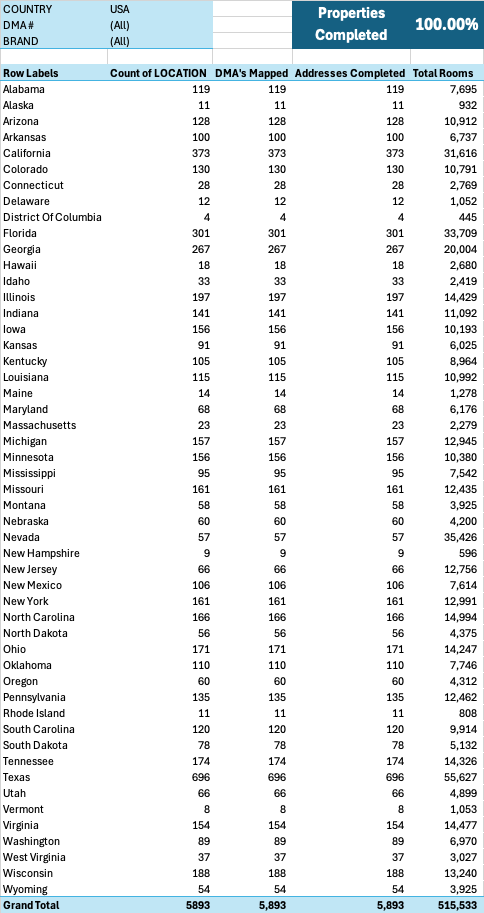 COUNTRY USA
DMA# (All)
BRAND (All)
Properties
Completed
100.00%
Row Labels Count of LOCATION DMA's Mapped Addresses Completed Total Rooms
Alabama 119 119 119 7,695
Alaska 11 11 11 932
Arizona 128 128 128 10,912
Arkansas 100 100 100 6,737
California 373 373 373 31,616
Colorado 130 130 130 10,791
Connecticut 28 28 28 2,769
Delaware 12 12 12 1,052
District Of Columbia 4 4 4 445
Florida 301 301 301 33,709
Georgia 267 267 267 20,004
Hawaii 18 18 18 2,680
Idaho 33 33 33 2,419
Illinois 197 197 197 14,429
Indiana 141 141 141 11,092
Iowa 156 156 156 10,193
Kansas 91 91 91 6,025
Kentucky 105 105 105 8,964
Louisiana 115 115 115 10,992
Maine 14 14 14 1,278
Maryland 68 68 68 6,176
Massachusetts 23 23 23 2,279
Michigan 157 157 157 12,945
Minnesota 156 156 156 10,380
Mississippi 95 95 95 7,542
Missouri 161 161 161 12,435
Montana 58 58 58 3,925
Nebraska 60 60 60 4,200
Nevada 57 57 57 35,426
New Hampshire 9 9 9 596
New Jersey 66 66 66 12,756
New Mexico 106 106 106 7,614
New York 161 161 161 12,991
North Carolina 166 166 166 14,994
North Dakota 56 56 56 4,375
Ohio 171 171 171 14,247
Oklahoma 110 110 110 7,746
Oregon 60 60 60 4,312
Pennsylvania 135 135 135 12,462
Rhode Island 11 11 11 808
South Carolina 120 120 120 9,914
South Dakota 78 78 78 5,132
Tennessee 174 174 174 14,326
Texas 696 696 696 55,627
Utah 66 66 66 4,899
Vermont 8 8 8 1,053
Virginia 154 154 154 14,477
Washington 89 89 89 6,970
West Virginia 37 37 37 3,027
Wisconsin 188 188 188 13,240
Wyoming 54 54 54 3,925
Grand Total 5893 5,893 5,893 515,533